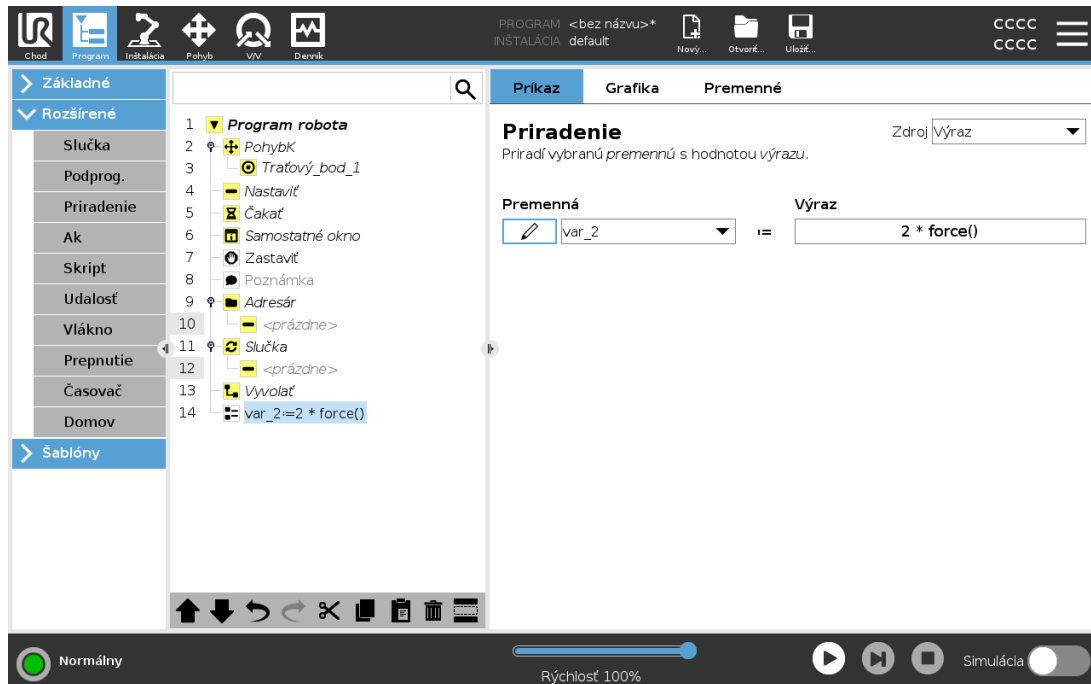 UR
PROGRAM <bez názvu>*
INŠTALÁCIA default
Chod Program Inštalácia Pohyb V/V Denník
Nový... Otvoriť... Uložiť...
CCCC
CCCC
Základné
Rozšírené
Slučka
Podprog.
Priradenie
Ak
Skript
Udalosť
Vlákno
Prepnutie
Časovač
Domov
Šablóny
1 Program robota
2 PohybK
3 Traťový_bod_1
4 Nastaviť
5 Čakať
6 Samostatné okno
7 Zastaviť
8 Poznámka
9 Adresár
10 <prázdne>
11 Slučka
12 <prázdne>
13 Vyvolať
14 var_2:=2 * force()
Príkaz Grafika Premenné
Priradenie
Zdroj Výraz
Priradí vybranú premennú s hodnotou výrazu.
Premenná Výraz
var_2 := 2 * force()
Normálny
Rýchlosť 100%
Simulácia